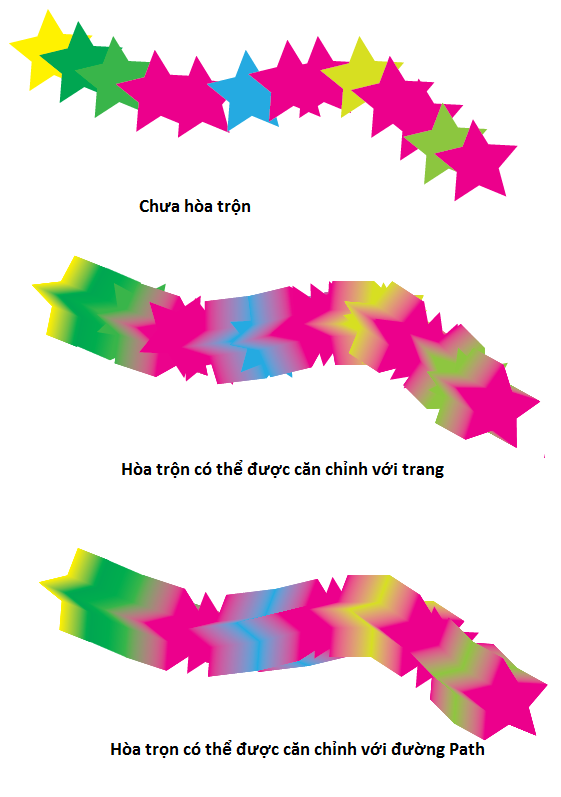 Chưa hòa trộn
Hòa trộn có thể được căn chỉnh với trang
Hòa trọn có thể được căn chỉnh với đường Path